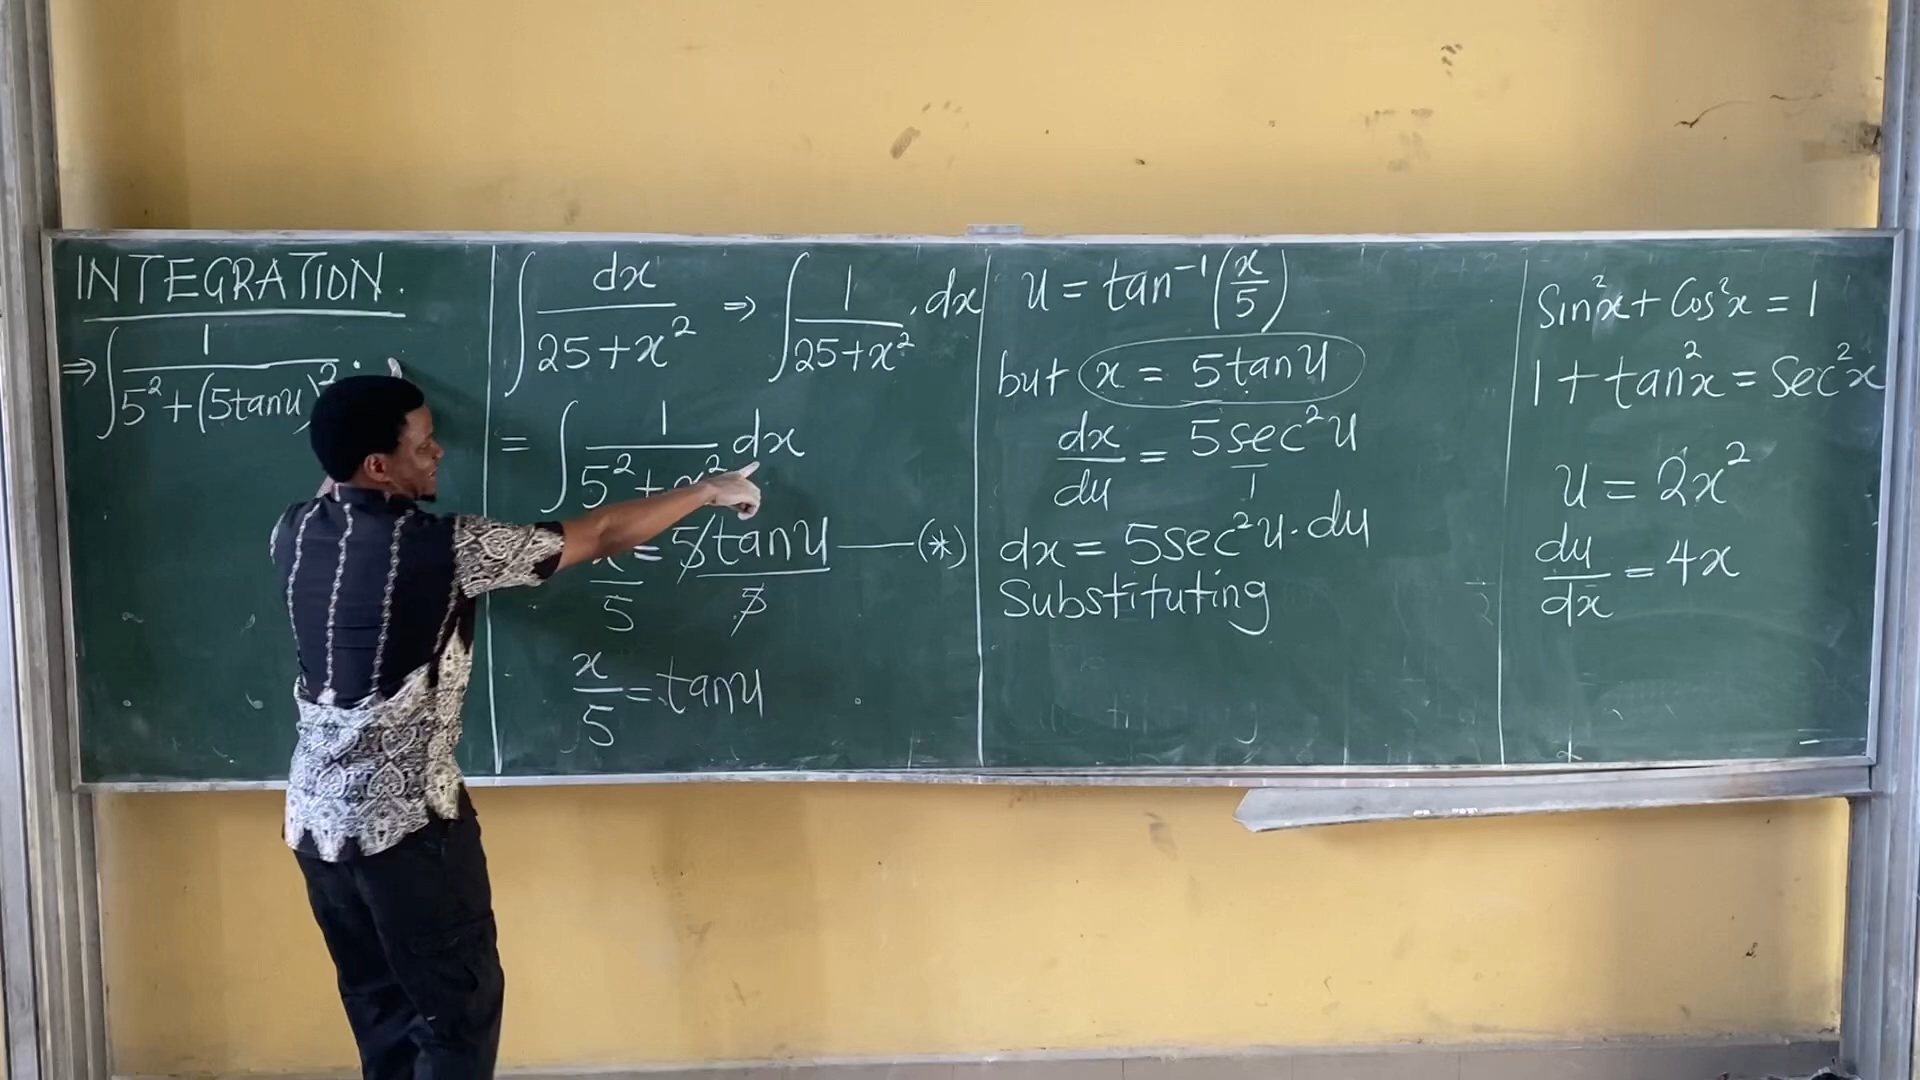 INTEGRATION.
⇒ ∫ 1/(5² + (5tanu)²) ·
∫ dx/(25+x²) ⇒ ∫ 1/(25+x²) . dx
= ∫ 1/(5² + x²) dx
x/5 = 5tanu/5 —— (*)
x/5 = tanu
u = tan⁻¹(x/5)
but x = 5tanu
dx/du = 5sec²u/1
dx = 5sec²u · du
Substituting
Sin²x + Cos²x = 1
1 + tan²x = Sec²x
u = 2x²
du/dx = 4x